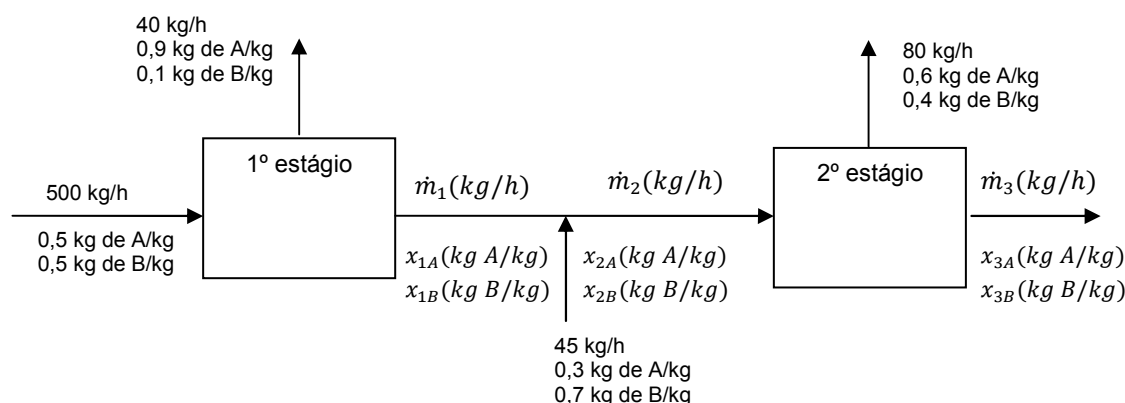 40 kg/h
0,9 kg de A/kg
0,1 kg de B/kg
80 kg/h
0,6 kg de A/kg
0,4 kg de B/kg
1º estágio
2º estágio
500 kg/h
0,5 kg de A/kg
0,5 kg de B/kg
ṁ₁(kg/h)
ṁ₂(kg/h)
ṁ₃(kg/h)
x₁A(kg A/kg)
x₁B(kg B/kg)
x₂A(kg A/kg)
x₂B(kg B/kg)
x₃A(kg A/kg)
x₃B(kg B/kg)
45 kg/h
0,3 kg de A/kg
0,7 kg de B/kg